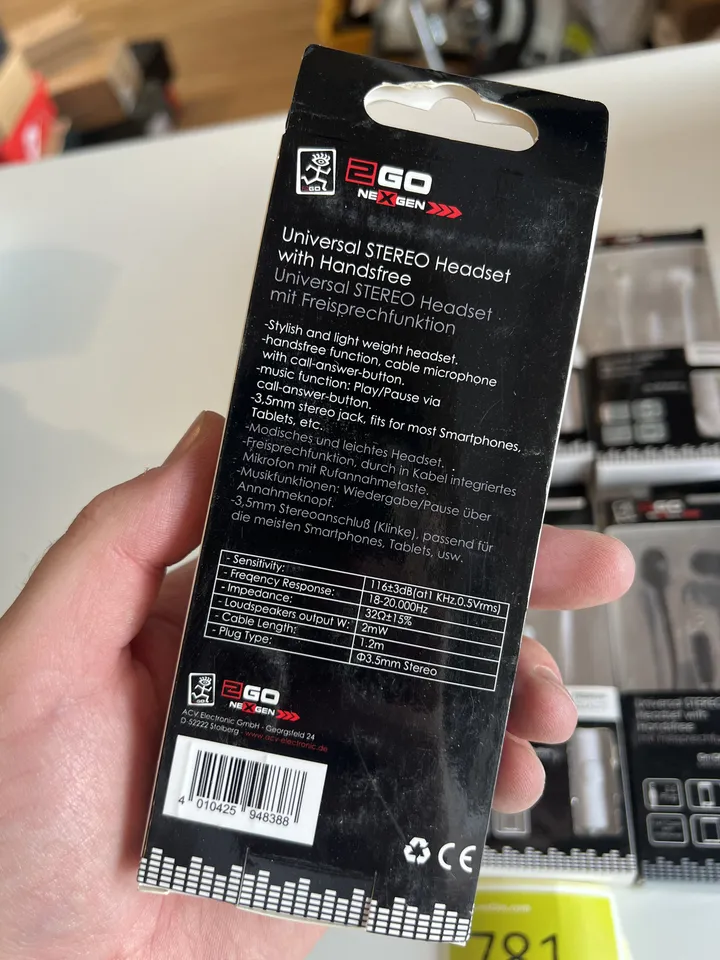 2GO
2GO
NEXGEN
Universal STEREO Headset
with Handsfree
Universal STEREO Headset
mit Freisprechfunktion
-Stylish and light weight headset.
-handsfree function, cable microphone
with call-answer-button.
-music function: Play/Pause via
call-answer-button.
-3,5mm stereo jack, fits for most Smartphones,
Tablets, etc.
-Modisches und leichtes Headset.
-Freisprechfunktion, durch in Kabel integriertes
Mikrofon mit Rufannahmetaste.
-Musikfunktionen: Wiedergabe/Pause über
Annahmeknopf.
-3,5mm Stereoanschluß (Klinke), passend für
die meisten Smartphones, Tablets, usw.
- Sensitivity: 116±3dB(at1 KHz,0.5Vrms)
- Freqency Response: 18-20.000Hz
- Impedance: 32Ω±15%
- Loudspeakers output W: 2mW
- Cable Length: 1.2m
- Plug Type: Φ3.5mm Stereo
2GO
NEXGEN
ACV Electronic GmbH - Georgsfeld 24
D-52222 Stolberg - www.acv-electronic.de
4 010425 948388
CE
Universal STEREO
Headset with
Handsfree
781